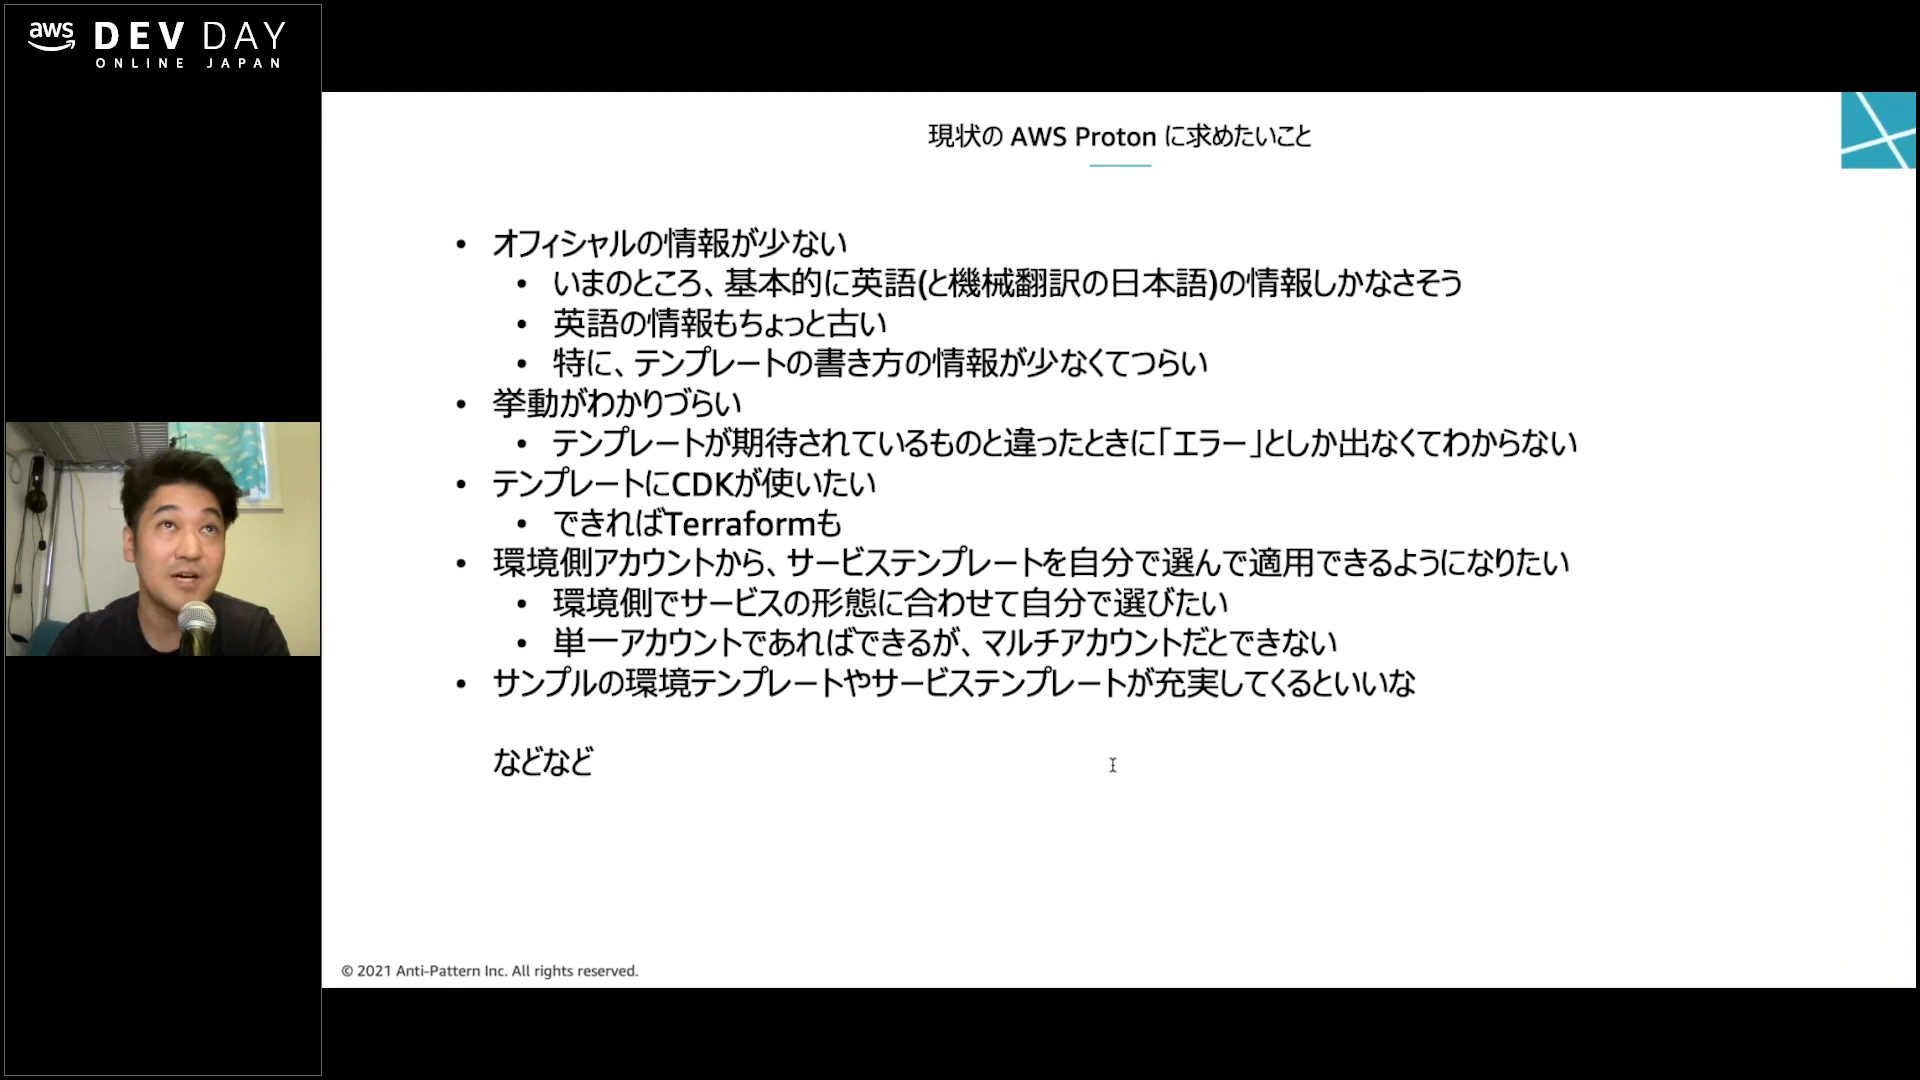 aws DEV DAY
ONLINE JAPAN
現状の AWS Proton に求めたいこと
• オフィシャルの情報が少ない
• いまのところ、基本的に英語(と機械翻訳の日本語)の情報しかなさそう
• 英語の情報もちょっと古い
• 特に、テンプレートの書き方の情報が少なくてつらい
• 挙動がわかりづらい
• テンプレートが期待されているものと違ったときに「エラー」としか出なくてわからない
• テンプレートにCDKが使いたい
• できればTerraformも
• 環境側アカウントから、サービステンプレートを自分で選んで適用できるようになりたい
• 環境側でサービスの形態に合わせて自分で選びたい
• 単一アカウントであればできるが、マルチアカウントだとできない
• サンプルの環境テンプレートやサービステンプレートが充実してくるといいな
などなど
© 2021 Anti-Pattern Inc. All rights reserved.